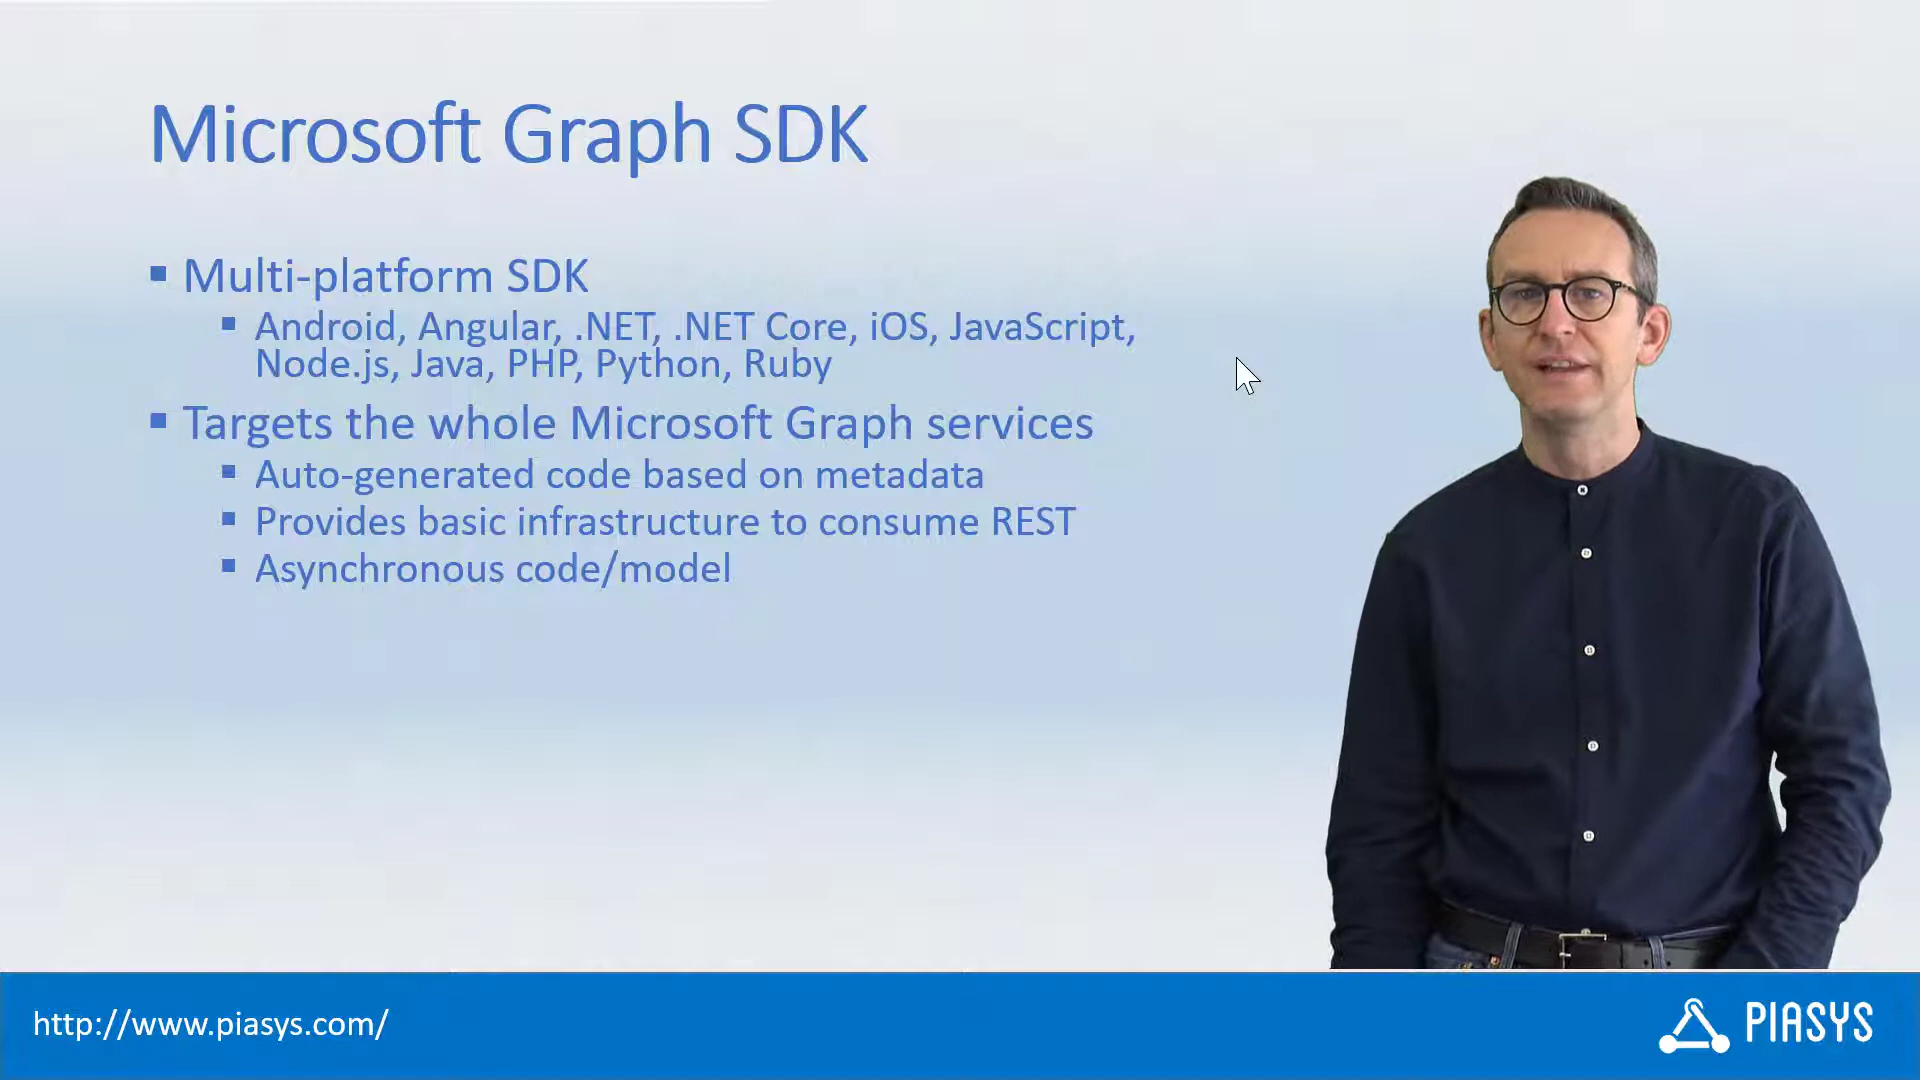 Microsoft Graph SDK
Multi-platform SDK
Android, Angular, .NET, .NET Core, iOS, JavaScript,
Node.js, Java, PHP, Python, Ruby
Targets the whole Microsoft Graph services
Auto-generated code based on metadata
Provides basic infrastructure to consume REST
Asynchronous code/model
http://www.piasys.com/
PIASYS